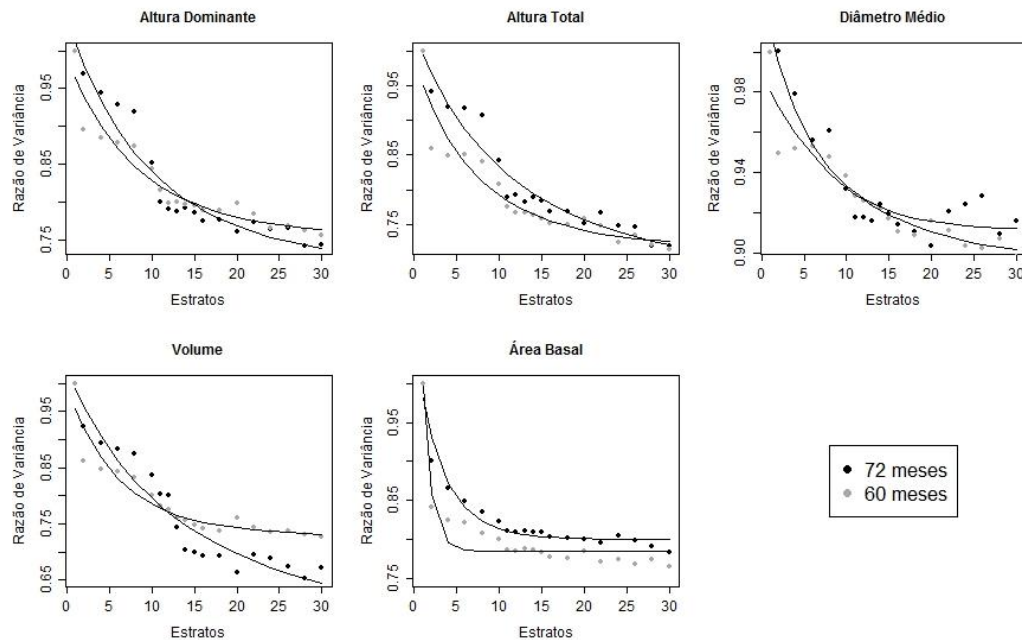 Altura Dominante
Razão de Variância
0.75 0.85 0.95
0 5 10 15 20 25 30
Estratos
Altura Total
Razão de Variância
0.75 0.85 0.95
0 5 10 15 20 25 30
Estratos
Diâmetro Médio
Razão de Variância
0.90 0.94 0.98
0 5 10 15 20 25 30
Estratos
Volume
Razão de Variância
0.65 0.75 0.85 0.95
0 5 10 15 20 25 30
Estratos
Área Basal
Razão de Variância
0.75 0.85 0.95
0 5 10 15 20 25 30
Estratos
72 meses
60 meses